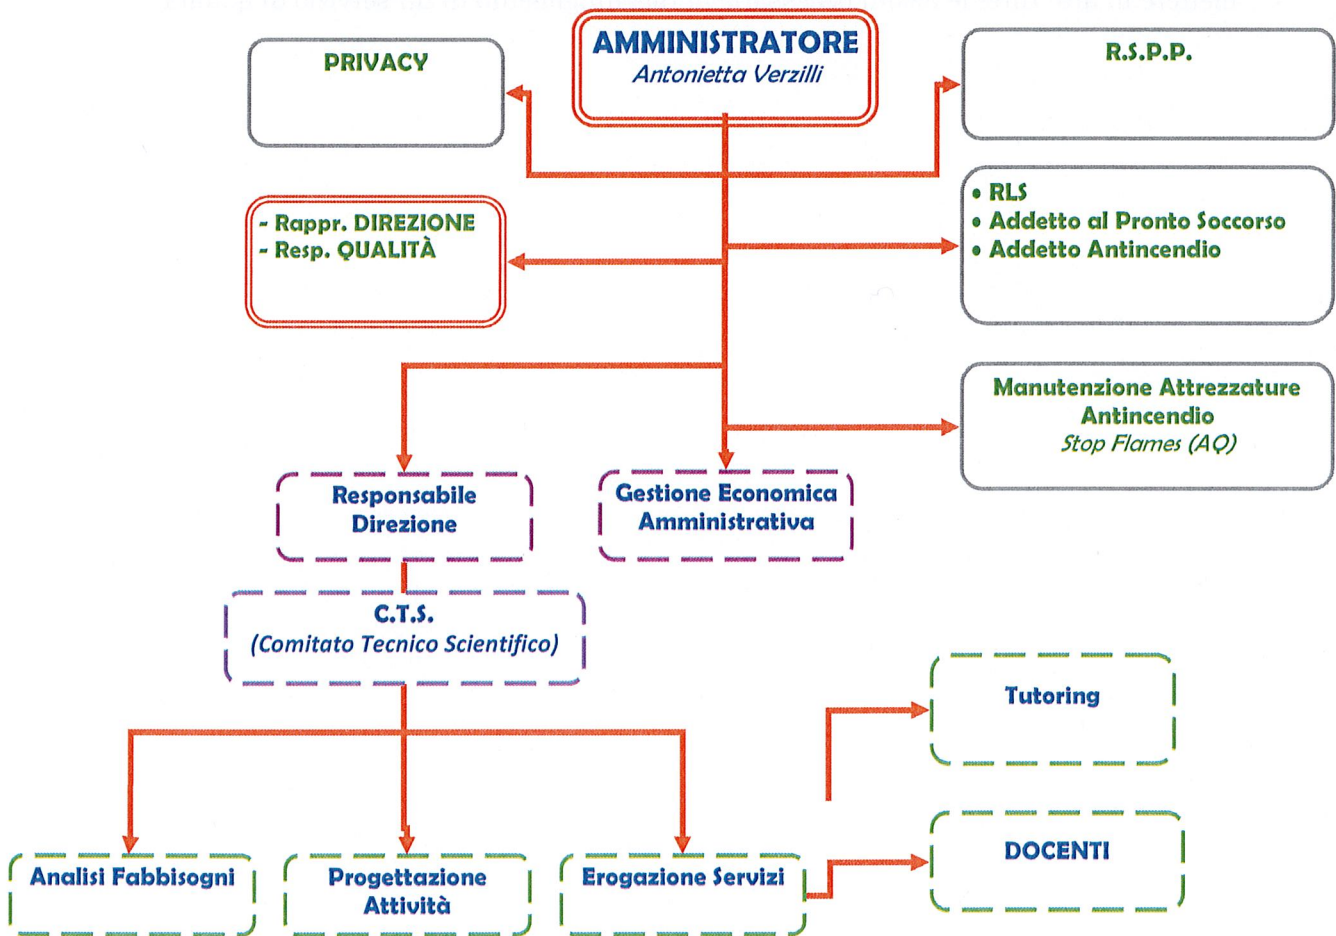 AMMINISTRATORE
Antonietta Verzilli
PRIVACY
R.S.P.P.
- Rappr. DIREZIONE
- Resp. QUALITÀ
• RLS
• Addetto al Pronto Soccorso
• Addetto Antincendio
Manutenzione Attrezzature
Antincendio
Stop Flames (AQ)
Responsabile
Direzione
Gestione Economica
Amministrativa
C.T.S.
(Comitato Tecnico Scientifico)
Tutoring
DOCENTI
Analisi Fabbisogni
Progettazione
Attività
Erogazione Servizi